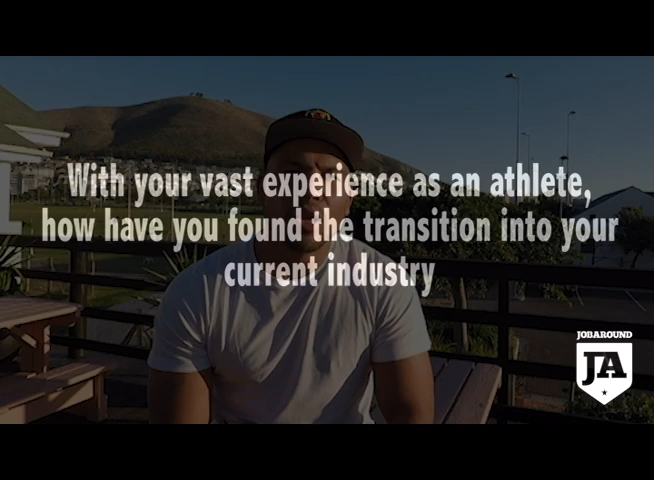 With your vast experience as an athlete,
how have you found the transition into your
current industry
JOBAROUND
JA